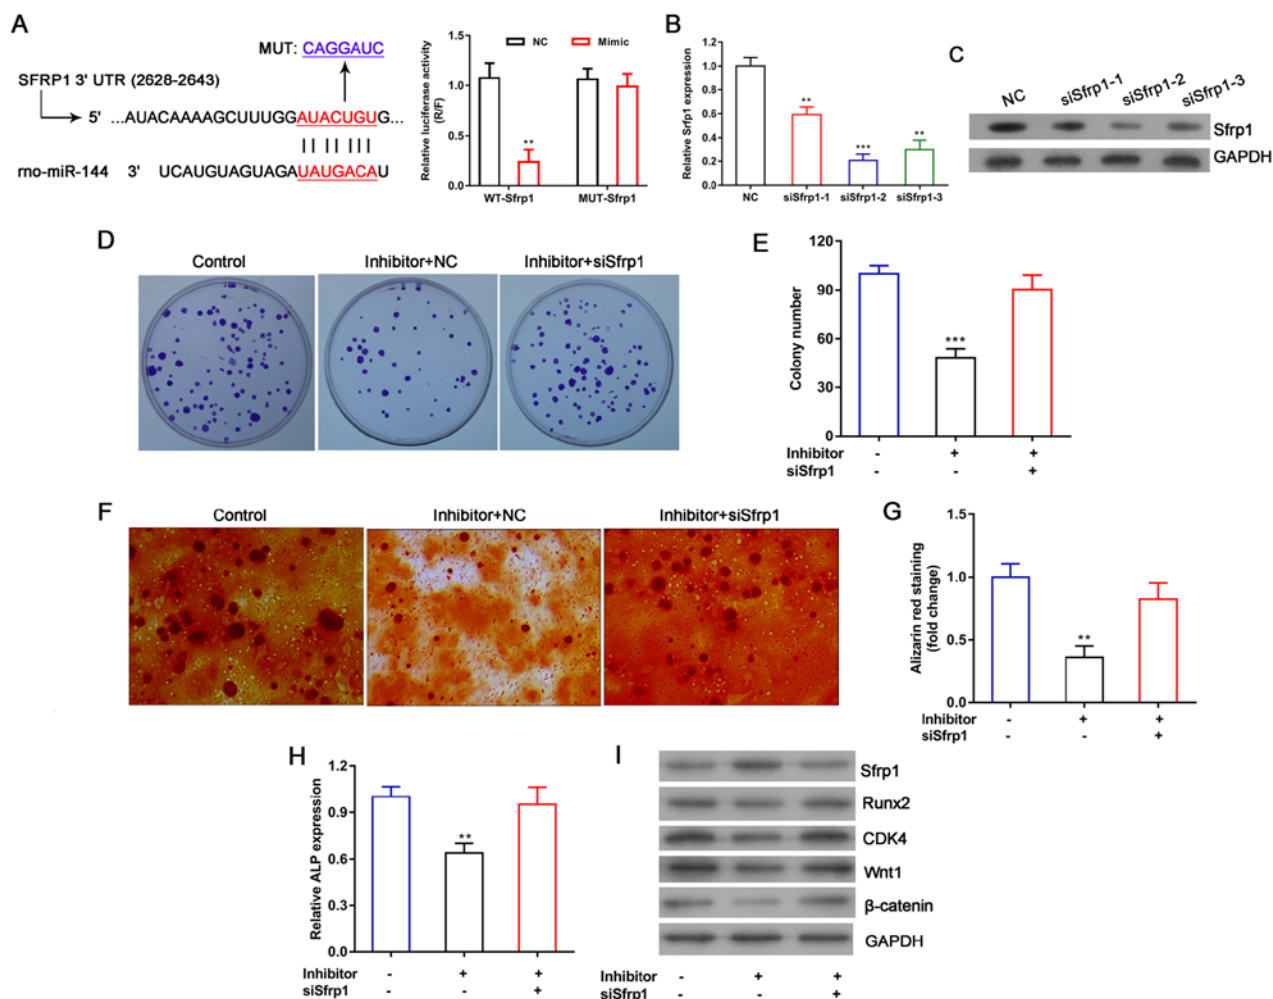 A
MUT: CAGGAUC
SFRP1 3' UTR (2628-2643)
5' ...AUACAAAAGCUUUGGAUACUGUG...
rno-miR-144 3' UCAUGUAGUAGAUAUGACAU
Relative luciferase activity
(R/F)
1.5
1.0
0.5
0.0
NC
Mimic
**
WT-Sfrp1
MUT-Sfrp1
B
Relative Srfp1 expression
1.2
1.0
0.8
0.6
0.4
0.2
0
**
***
**
NC
siSfrp1-1
siSfrp1-2
siSfrp1-3
C
NC
siSfrp1-1
siSfrp1-2
siSfrp1-3
Sfrp1
GAPDH
D
Control
Inhibitor+NC
Inhibitor+siSfrp1
E
Colony number
120
90
60
30
0
***
Inhibitor - + +
siSfrp1 - - +
F
Control
Inhibitor+NC
Inhibitor+siSfrp1
G
Alizarin red staining
(fold change)
1.5
1.0
0.5
0.0
**
Inhibitor - + +
siSfrp1 - - +
H
Relative ALP expression
1.2
0.9
0.6
0.3
0.0
**
Inhibitor - + +
siSfrp1 - - +
I
Sfrp1
Runx2
CDK4
Wnt1
β-catenin
GAPDH
Inhibitor - + +
siSfrp1 - - +